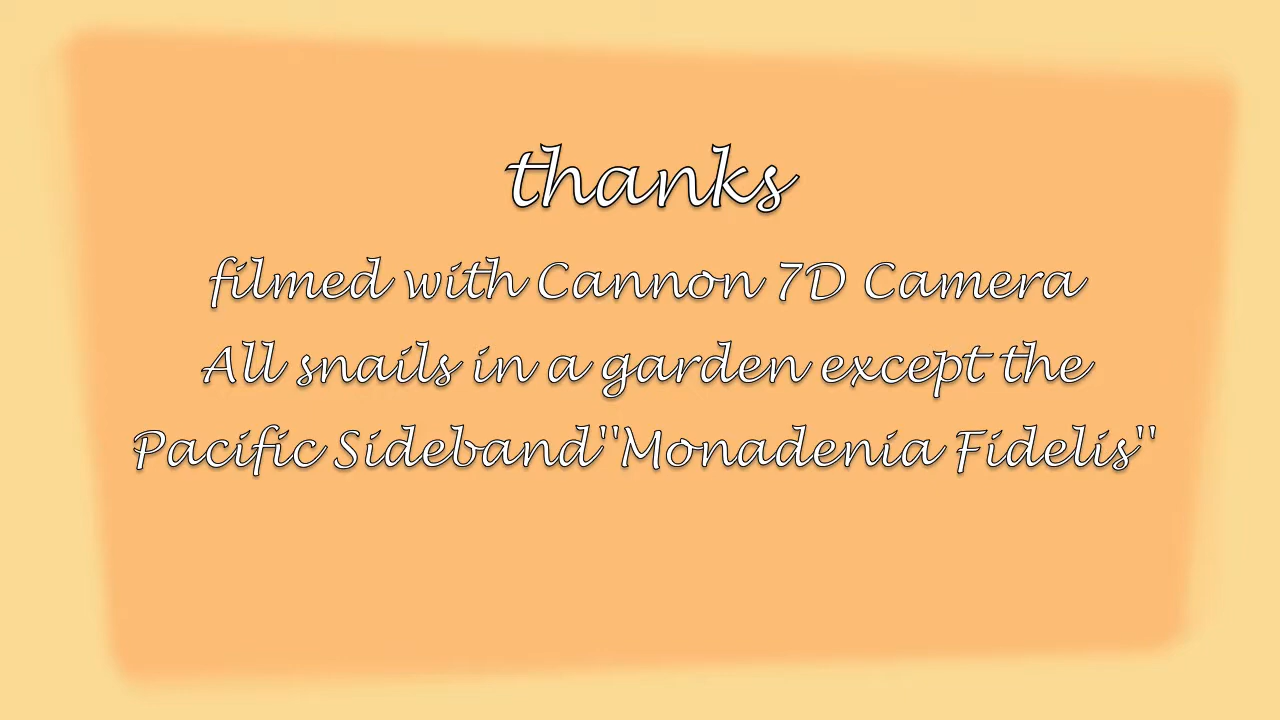 thanks
filmed with Cannon 7D Camera
All snails in a garden except the
Pacific Sideband"Monadenia Fidelis"